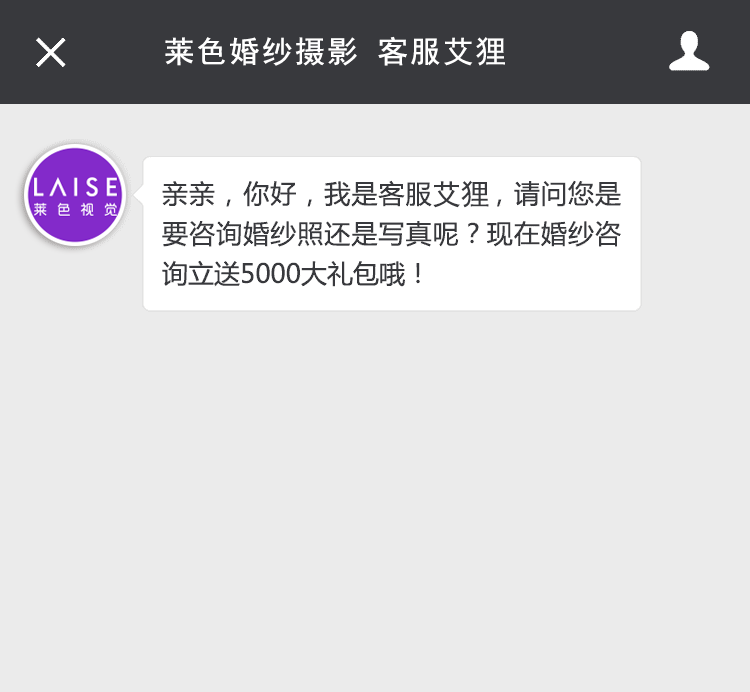 莱色婚纱摄影 客服艾狸
LAISE
莱色视觉
亲亲，你好，我是客服艾狸，请问您是
要咨询婚纱照还是写真呢？现在婚纱咨
询立送5000大礼包哦！